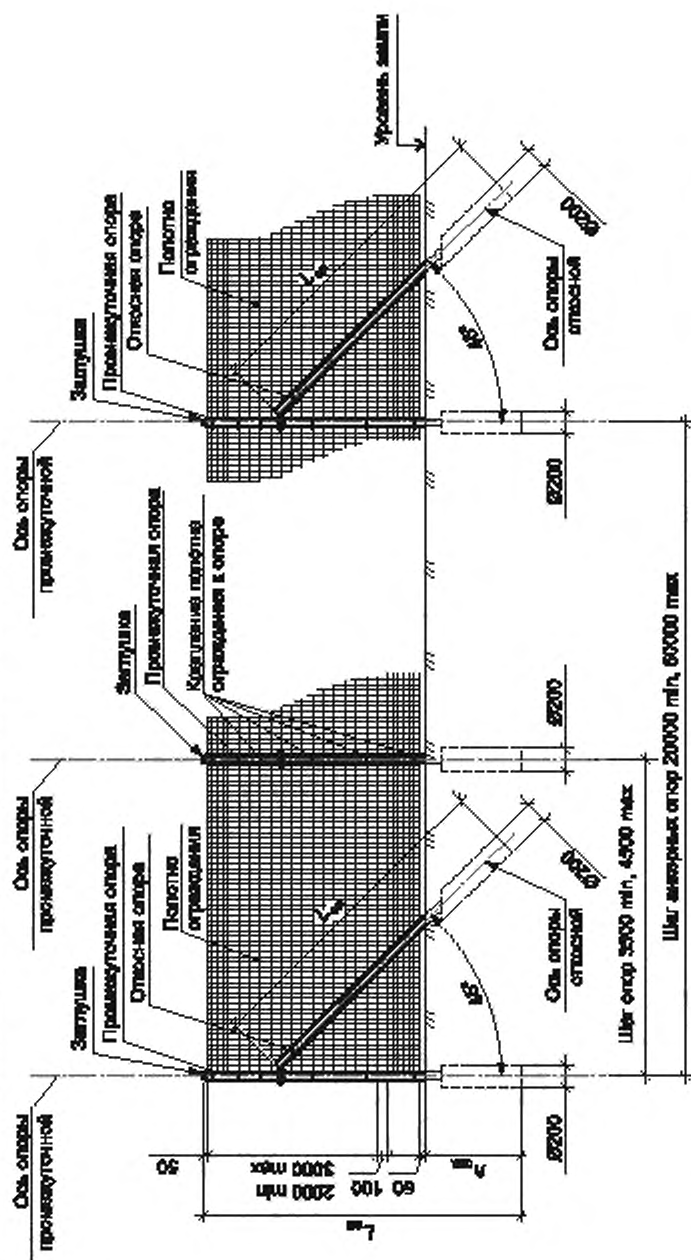 Ось опоры
промежуточной
Заглушка
Промежуточная опора
Откосная опора
Полотно
ограждения
Ось опоры
промежуточной
Заглушка
Промежуточная опора
Крепление полотна
ограждения к опоре
Ось опоры
промежуточной
Заглушка
Промежуточная опора
Откосная опора
Полотно
ограждения
Уровень земли
50
2000 min
3000 max
100
60
45°
45°
Ось опоры
откосной
Ось опоры
откосной
Ø200
Ø200
Ø200
Ø200
Ø200
Шаг опор 3500 min, 4500 max
Шаг анкерных опор 20000 min, 60000 max